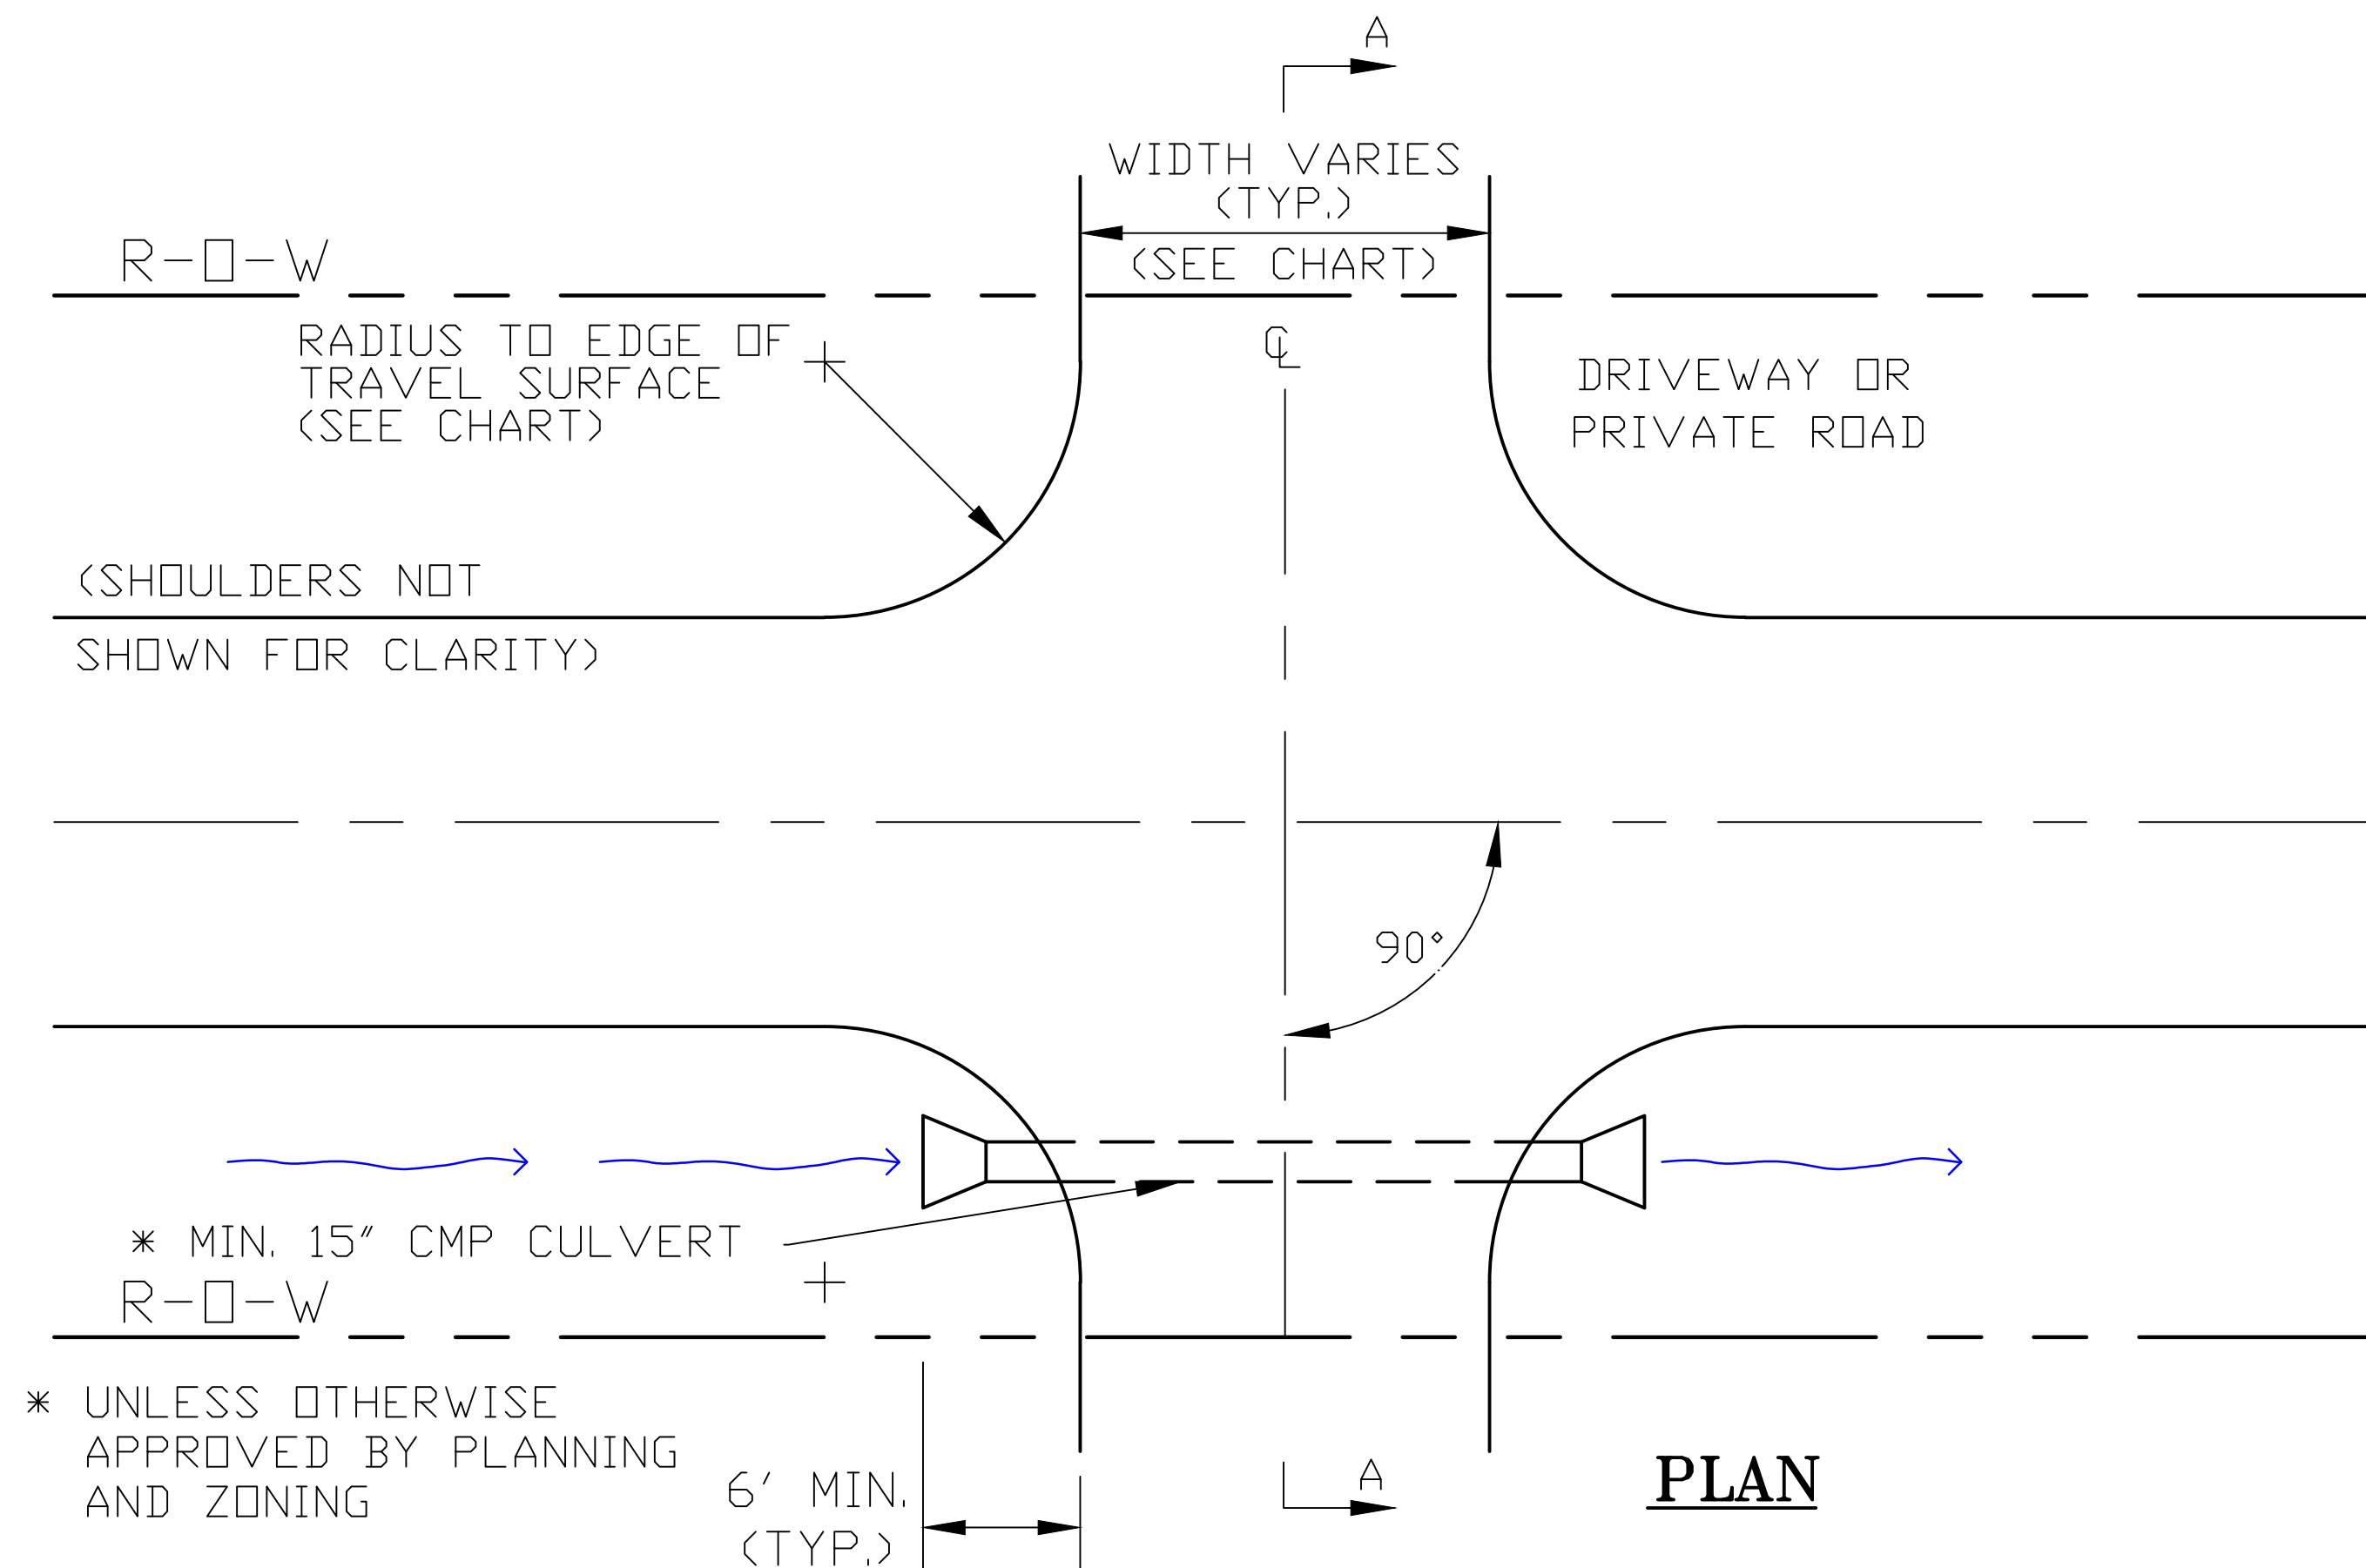 A
WIDTH VARIES
(TYP.)
(SEE CHART)
R-O-W
RADIUS TO EDGE OF
TRAVEL SURFACE
(SEE CHART)
℄
DRIVEWAY OR
PRIVATE ROAD
(SHOULDERS NOT
SHOWN FOR CLARITY)
90°
* MIN. 15" CMP CULVERT
R-O-W
* UNLESS OTHERWISE
APPROVED BY PLANNING
AND ZONING
6' MIN.
(TYP.)
A
PLAN